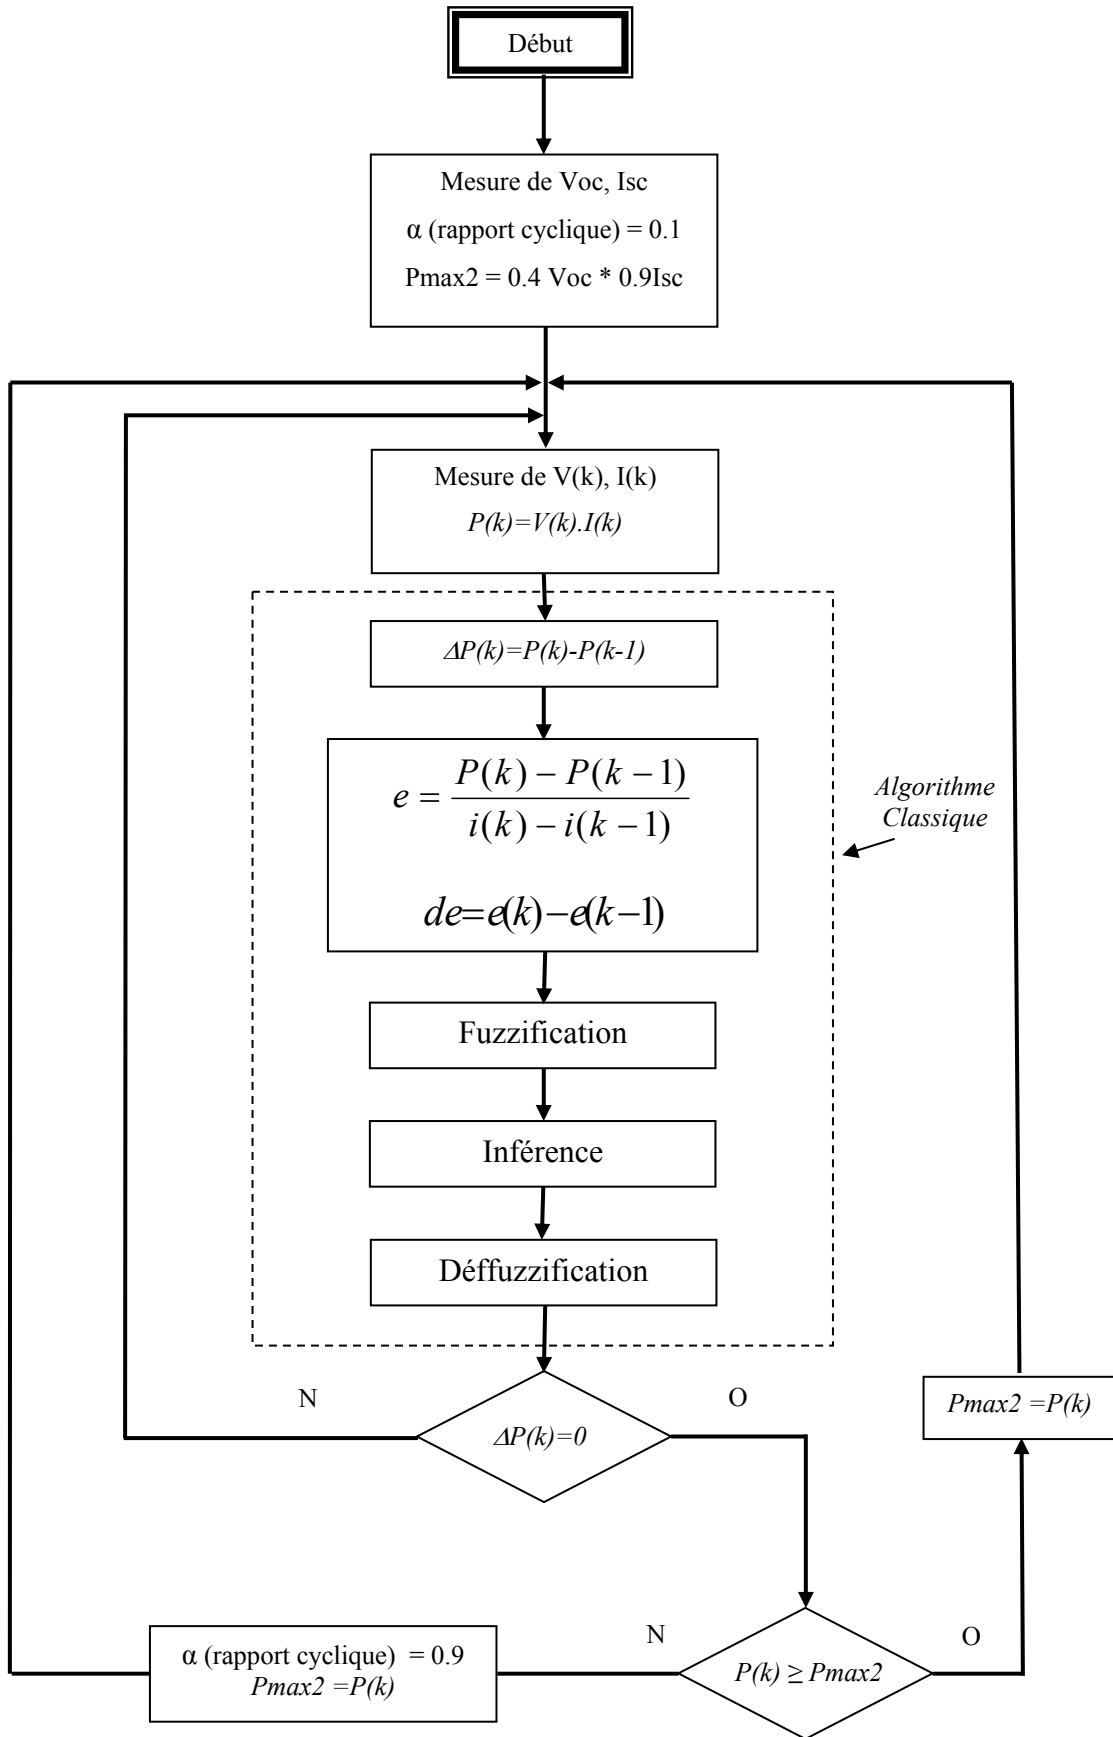 Début
Mesure de Voc, Isc
α (rapport cyclique) = 0.1
Pmax2 = 0.4 Voc * 0.9Isc
Mesure de V(k), I(k)
P(k)=V(k).I(k)
ΔP(k)=P(k)-P(k-1)
e = \frac{P(k) − P(k − 1)}{i(k) − i(k − 1)}
de=e(k)−e(k−1)
Algorithme
Classique
Fuzzification
Inférence
Déffuzzification
N
O
ΔP(k)=0
Pmax2 =P(k)
N
O
P(k) ≥ Pmax2
α (rapport cyclique) = 0.9
Pmax2 =P(k)